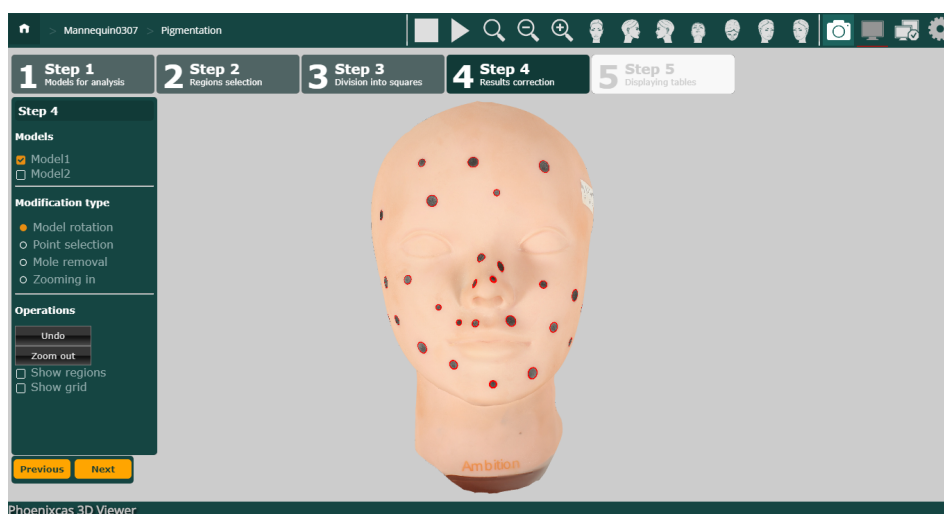 > Mannequin0307 > Pigmentation
1 Step 1
Models for analysis
2 Step 2
Regions selection
3 Step 3
Division into squares
4 Step 4
Results correction
5 Step 5
Displaying tables
Step 4
Models
Model1
Model2
Modification type
Model rotation
Point selection
Mole removal
Zooming in
Operations
Undo
Zoom out
Show regions
Show grid
Previous
Next
Ambition
Phoenixcas 3D Viewer